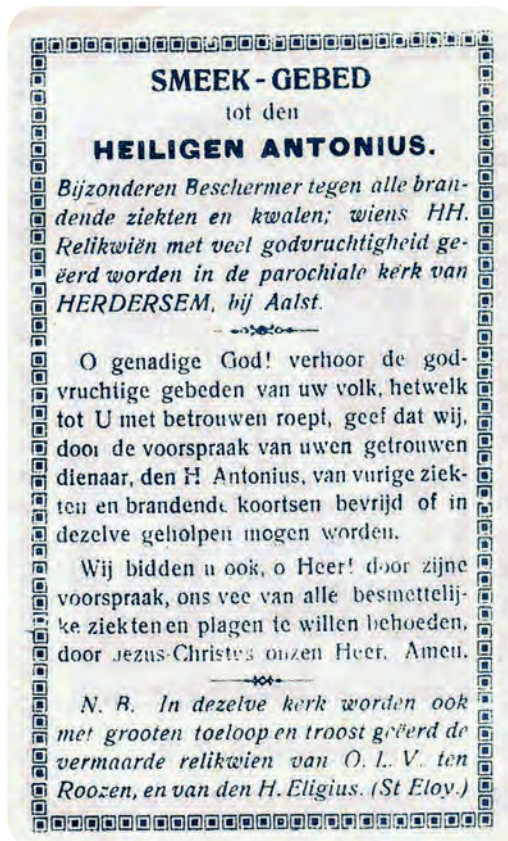 SMEEK-GEBED
tot den
HEILIGEN ANTONIUS.
Bijzonderen Beschermer tegen alle bran-
dende ziekten en kwalen; wiens HH.
Relikwiën met veel godvruchtigheid ge-
ëerd worden in de parochiale kerk van
HERDERSEM, bij Aalst.
O genadige God! verhoor de god-
vruchtige gebeden van uw volk, hetwelk
tot U met betrouwen roept, geef dat wij,
door de voorspraak van uwen getrouwen
dienaar, den H Antonius, van vurige ziek-
ten en brandende koortsen bevrijd of in
dezelve geholpen mogen worden.
Wij bidden u ook, o Heer! door zijne
voorspraak, ons vee van alle besmettelij-
ke ziekten en plagen te willen behoeden,
door Jezus-Christus onzen Heer. Amen.
N. B. In dezelve kerk worden ook
met grooten toeloop en troost geëerd de
vermaarde relikwien van O. L. V. ten
Roozen, en van den H. Eligius. (St Eloy.)